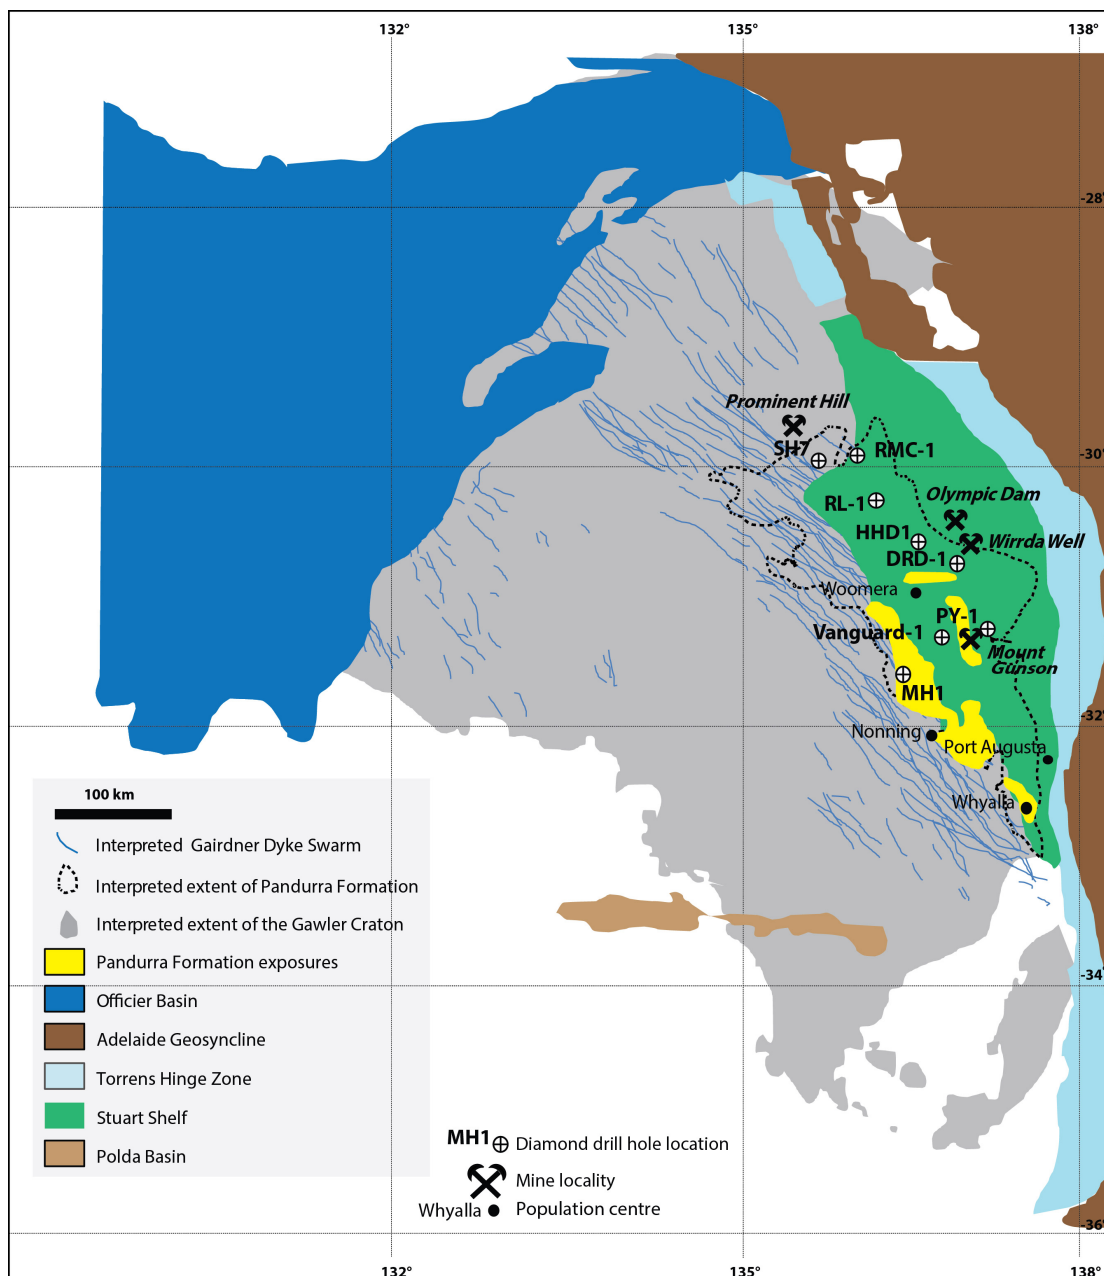 132°
135°
138°
-28°
Prominent Hill
SH7
RMC-1
-30°
RL-1
Olympic Dam
HHD1
Wirrda Well
DRD-1
Woomera
PY-1
Vanguard-1
Mount
Gunson
MH1
-32°
Nonning
Port Augusta
Whyalla
100 km
Interpreted Gairdner Dyke Swarm
Interpreted extent of Pandurra Formation
Interpreted extent of the Gawler Craton
Pandurra Formation exposures
-34°
Officier Basin
Adelaide Geosyncline
Torrens Hinge Zone
Stuart Shelf
Polda Basin
MH1
Diamond drill hole location
Mine locality
Whyalla
Population centre
-36°
132°
135°
138°